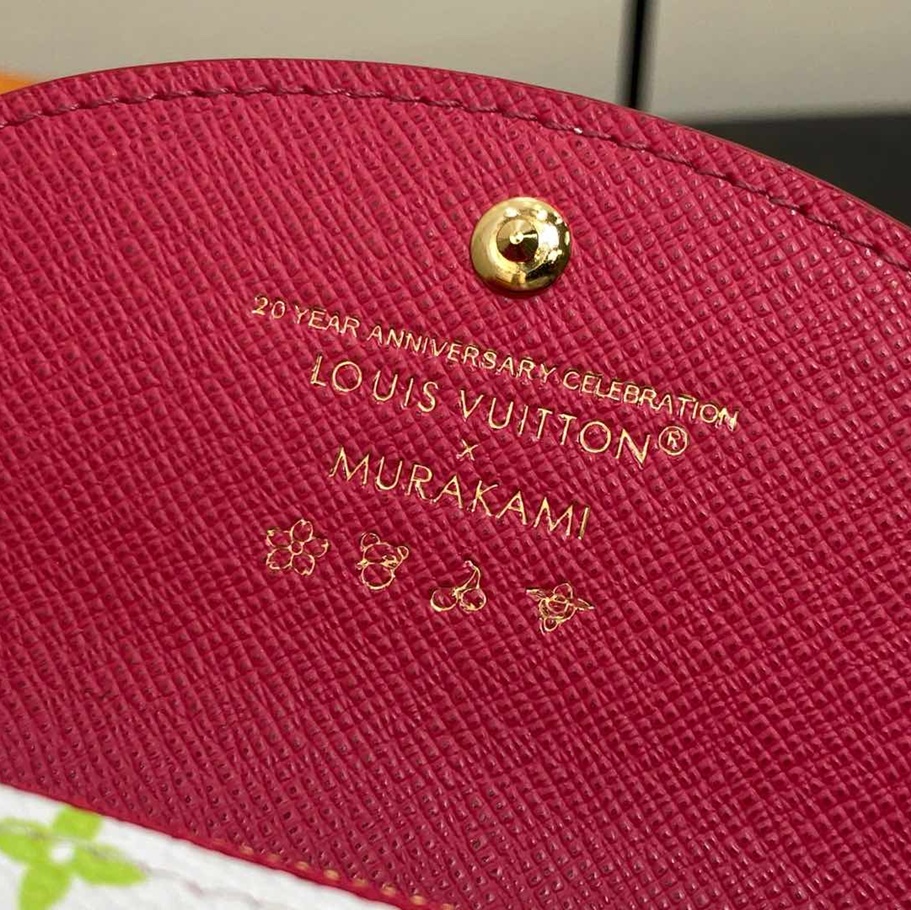 20 YEAR ANNIVERSARY CELEBRATION
LOUIS VUITTON®
x
MURAKAMI